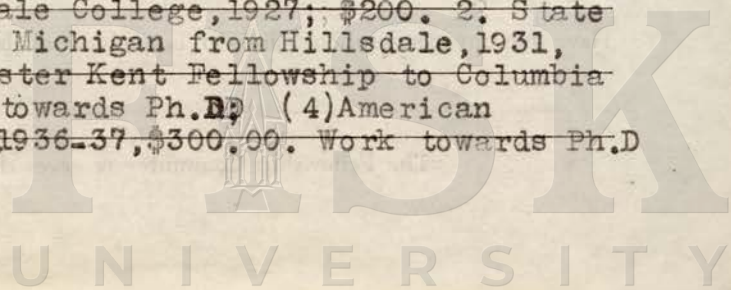 ale College,1927; $200. 2. State
Michigan from Hillsdale,1931,
ster Kent Fellowship to Columbia
towards Ph.D; (4)American
1936-37,$300.00. Work towards Ph.D
FISK
UNIVERSITY